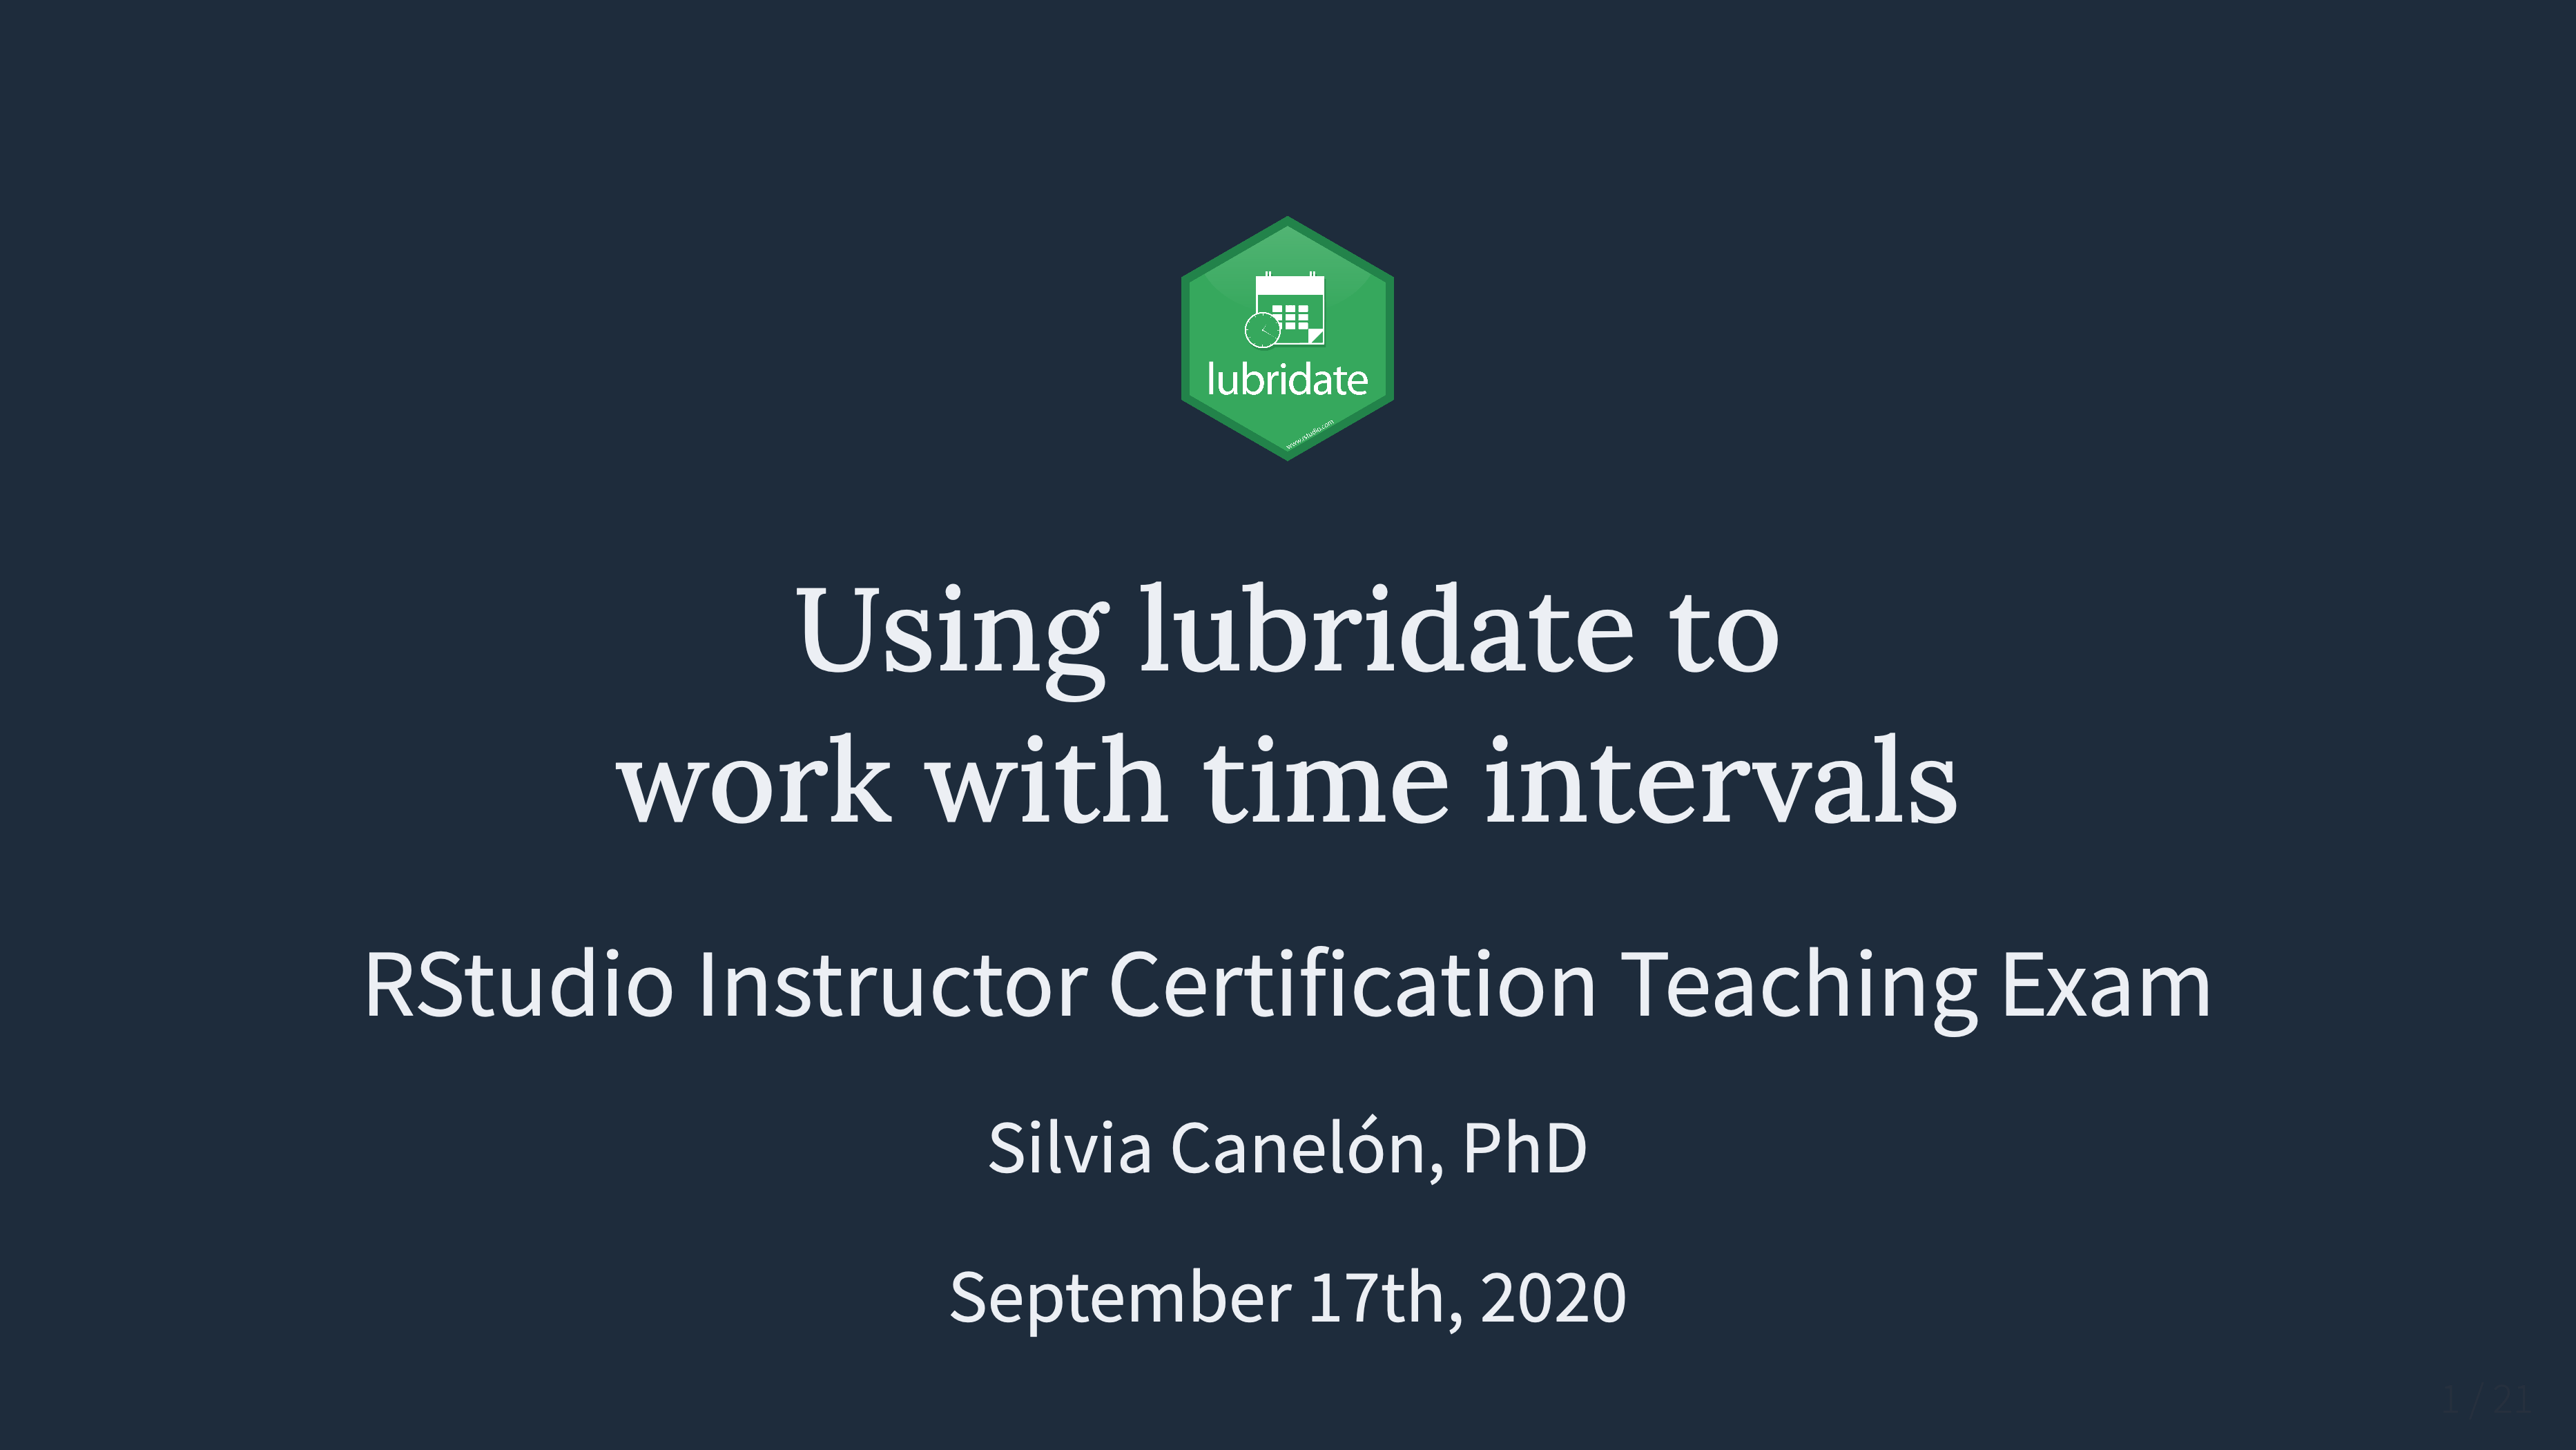 lubridate
www.rstudio.com
Using lubridate to
work with time intervals
RStudio Instructor Certification Teaching Exam
Silvia Canelón, PhD
September 17th, 2020
1 / 21